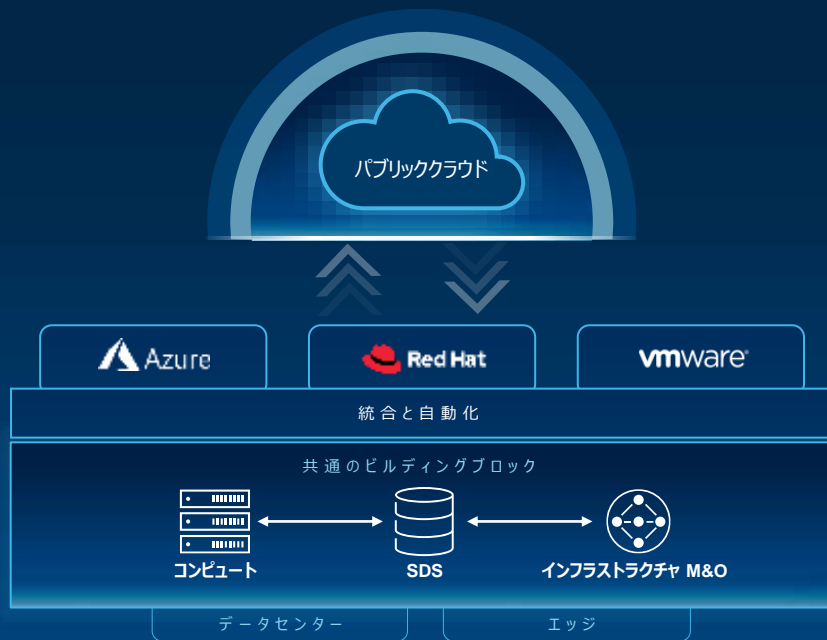 パブリッククラウド
Azure
Red Hat
vmware®
統合と自動化
共通のビルディングブロック
コンピュート
SDS
インフラストラクチャ M&O
データセンター
エッジ